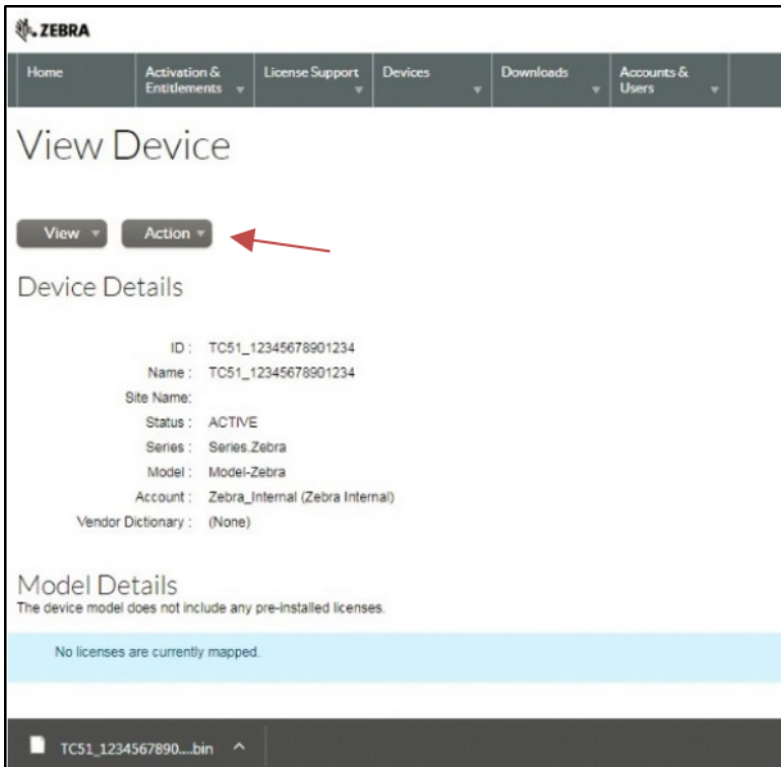 ZEBRA
Home
Activation &
Entitlements
License Support
Devices
Downloads
Accounts &
Users
View Device
View
Action
Device Details
ID : TC51_12345678901234
Name : TC51_12345678901234
Site Name:
Status : ACTIVE
Series : Series.Zebra
Model : Model-Zebra
Account : Zebra_Internal (Zebra Internal)
Vendor Dictionary : (None)
Model Details
The device model does not include any pre-installed licenses.
No licenses are currently mapped.
TC51_1234567890....bin